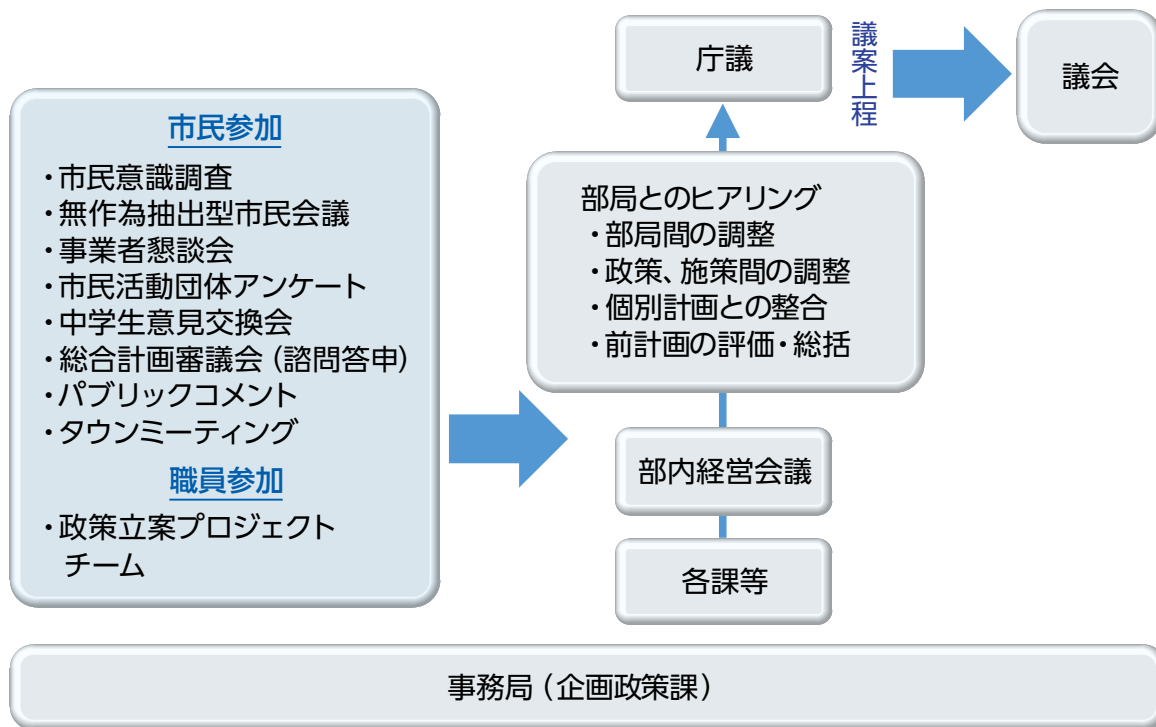 市民参加
・市民意識調査
・無作為抽出型市民会議
・事業者懇談会
・市民活動団体アンケート
・中学生意見交換会
・総合計画審議会（諮問答申）
・パブリックコメント
・タウンミーティング
職員参加
・政策立案プロジェクト
チーム
庁議
議案上程
議会
部局とのヒアリング
・部局間の調整
・政策、施策間の調整
・個別計画との整合
・前計画の評価・総括
部内経営会議
各課等
事務局（企画政策課）